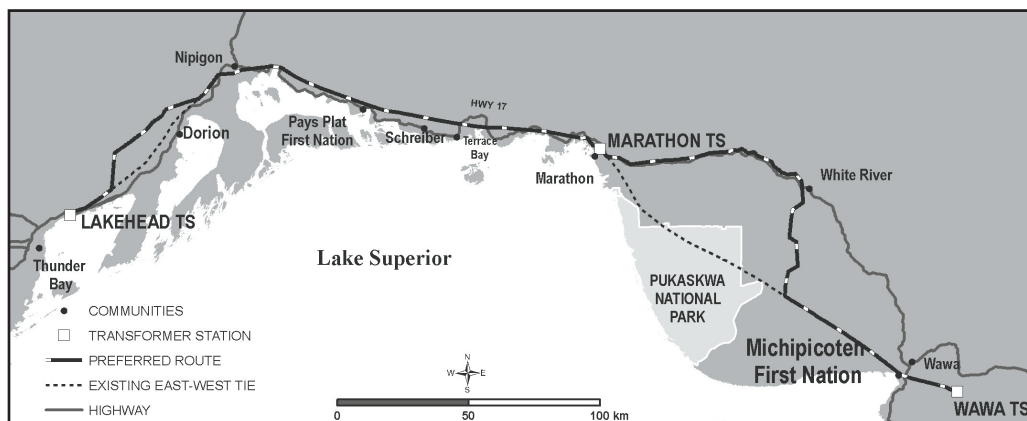 Nipigon
HWY 17
Dorion
Pays Plat
First Nation
Schreiber
Terrace
Bay
MARATHON TS
Marathon
White River
LAKEHEAD TS
Thunder
Bay
Lake Superior
PUKASKWA
NATIONAL
PARK
COMMUNITIES
TRANSFORMER STATION
PREFERRED ROUTE
EXISTING EAST-WEST TIE
HIGHWAY
N
W E
S
0 50 100 km
Michipicoten
First Nation
Wawa
WAWA TS